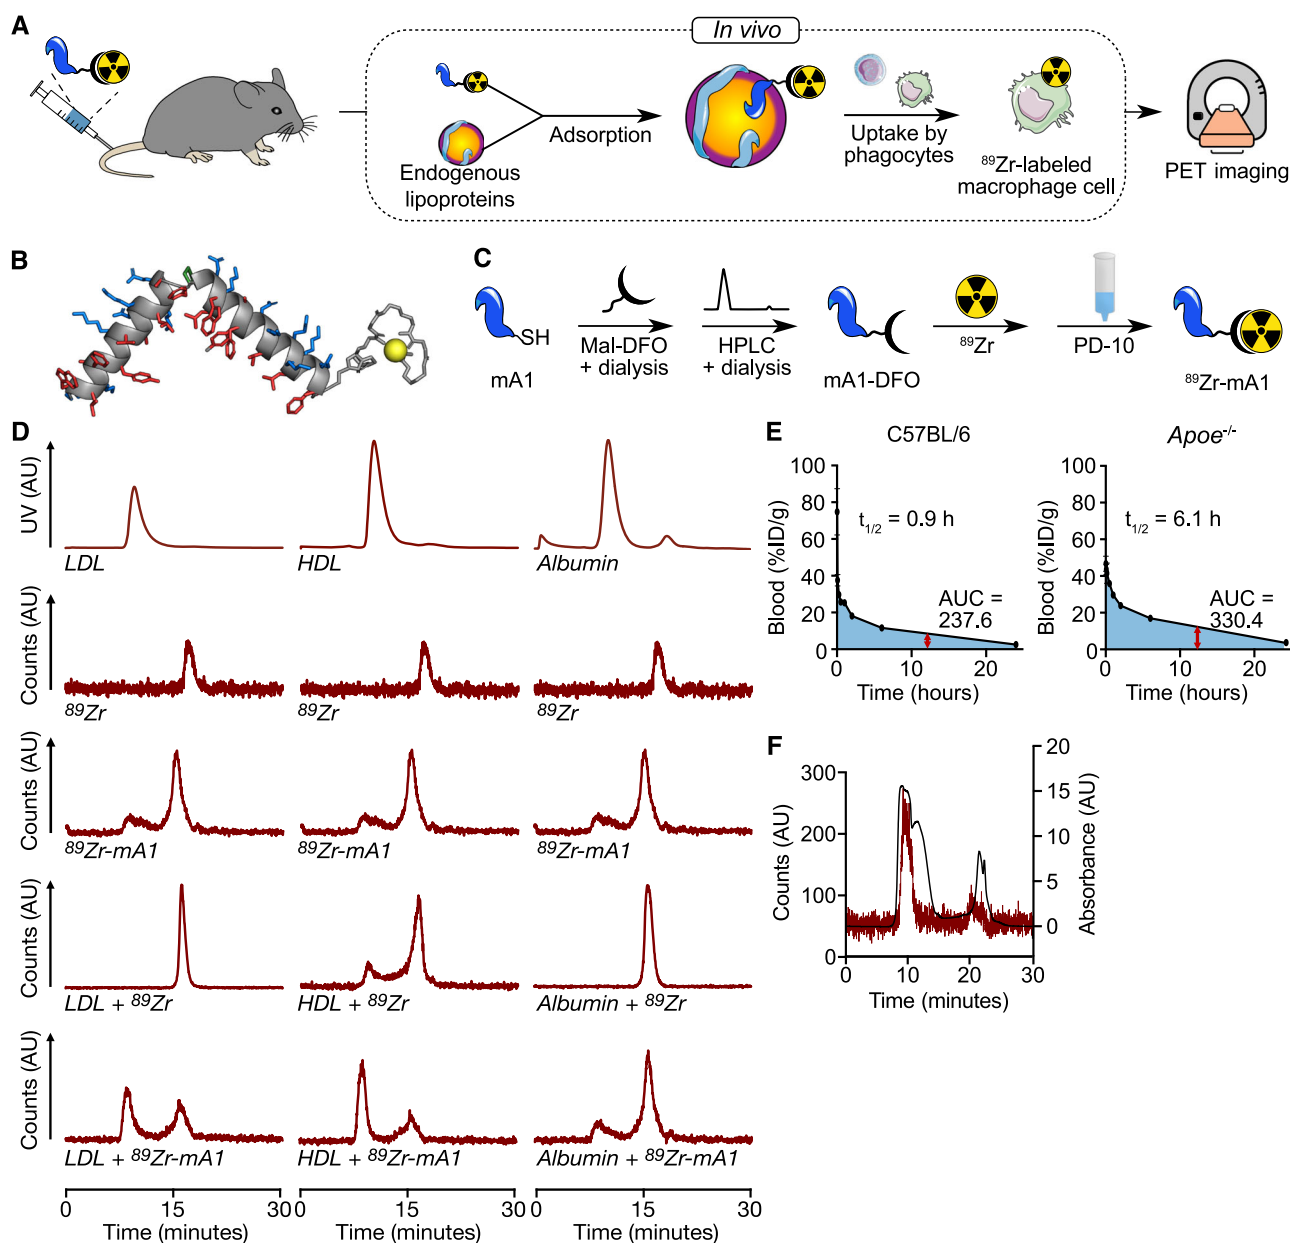 A
In vivo
Endogenous
lipoproteins
Adsorption
Uptake by
phagocytes
89Zr-labeled
macrophage cell
PET imaging
B
C
SH
mA1
Mal-DFO
+ dialysis
HPLC
+ dialysis
mA1-DFO
89Zr
PD-10
89Zr-mA1
D
UV (AU)
LDL
HDL
Albumin
Counts (AU)
89Zr
89Zr
89Zr
Counts (AU)
89Zr-mA1
89Zr-mA1
89Zr-mA1
Counts (AU)
LDL + 89Zr
HDL + 89Zr
Albumin + 89Zr
Counts (AU)
LDL + 89Zr-mA1
HDL + 89Zr-mA1
Albumin + 89Zr-mA1
0 15 30
0 15 30
0 15 30
Time (minutes)
Time (minutes)
Time (minutes)
E
C57BL/6
Blood (%ID/g)
100
80
60
40
20
0
t1/2 = 0.9 h
AUC =
237.6
0 10 20
Time (hours)
Apoe-/-
Blood (%ID/g)
100
80
60
40
20
0
t1/2 = 6.1 h
AUC =
330.4
0 10 20
Time (hours)
F
Counts (AU)
300
200
100
0
20
15
10
5
0
Absorbance (AU)
0 10 20 30
Time (minutes)